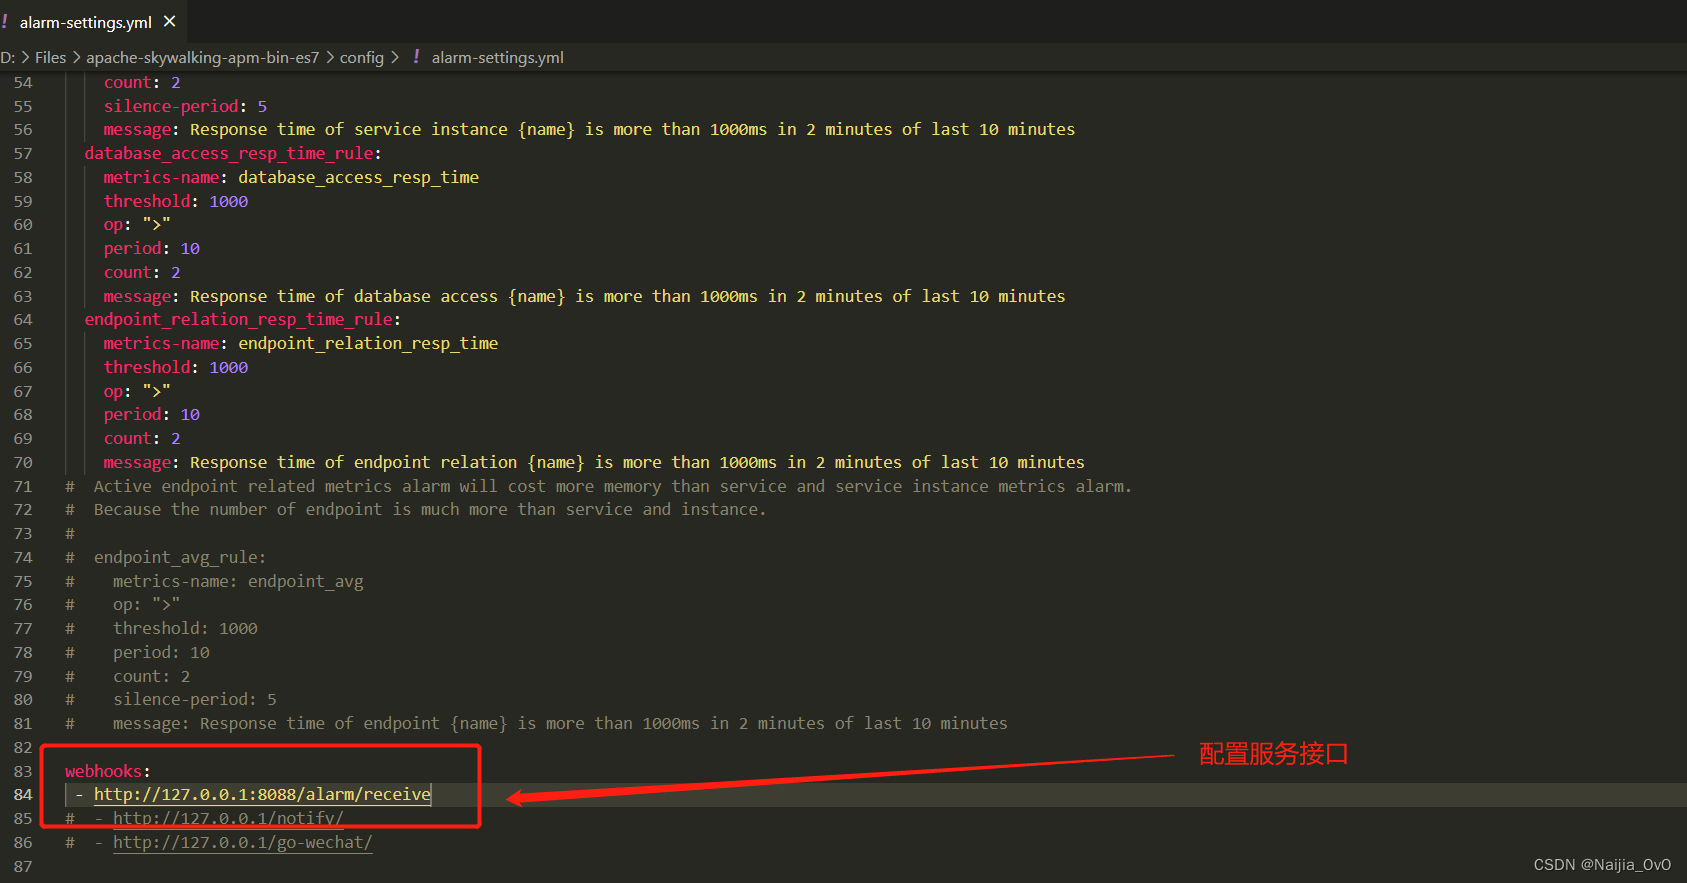 ! alarm-settings.yml ×
D: > Files > apache-skywalking-apm-bin-es7 > config > ! alarm-settings.yml
54 count: 2
55 silence-period: 5
56 message: Response time of service instance {name} is more than 1000ms in 2 minutes of last 10 minutes
57 database_access_resp_time_rule:
58 metrics-name: database_access_resp_time
59 threshold: 1000
60 op: ">"
61 period: 10
62 count: 2
63 message: Response time of database access {name} is more than 1000ms in 2 minutes of last 10 minutes
64 endpoint_relation_resp_time_rule:
65 metrics-name: endpoint_relation_resp_time
66 threshold: 1000
67 op: ">"
68 period: 10
69 count: 2
70 message: Response time of endpoint relation {name} is more than 1000ms in 2 minutes of last 10 minutes
71 #  Active endpoint related metrics alarm will cost more memory than service and service instance metrics alarm.
72 #  Because the number of endpoint is much more than service and instance.
73 #
74 #  endpoint_avg_rule:
75 #    metrics-name: endpoint_avg
76 #    op: ">"
77 #    threshold: 1000
78 #    period: 10
79 #    count: 2
80 #    silence-period: 5
81 #    message: Response time of endpoint {name} is more than 1000ms in 2 minutes of last 10 minutes
82
配置服务接口
83 webhooks:
84 - http://127.0.0.1:8088/alarm/receive
85 #  - http://127.0.0.1/notify/
86 #  - http://127.0.0.1/go-wechat/
87
CSDN @Naijia_OvO